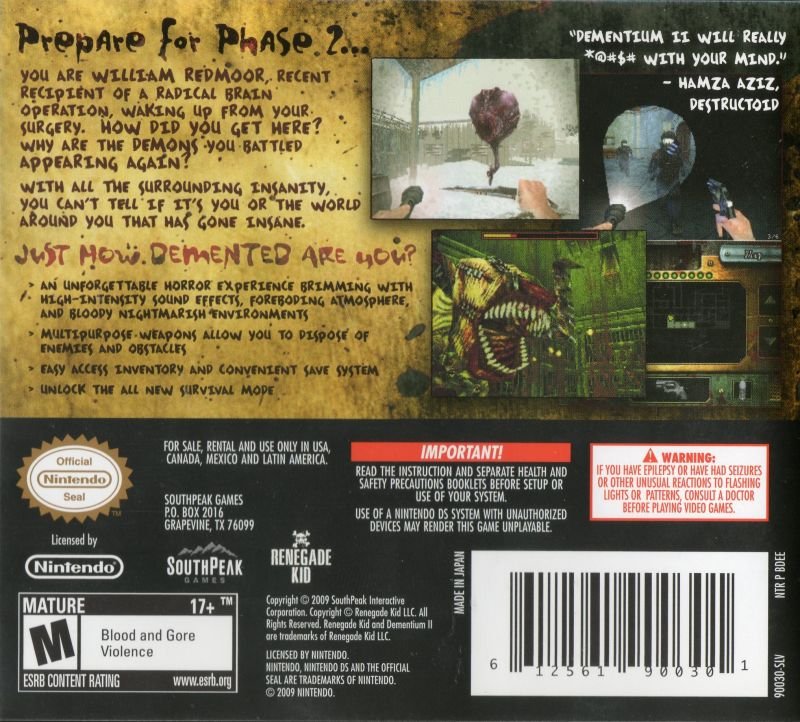 Prepare for Phase 2...
YOU ARE WILLIAM REDMOOR, RECENT
RECIPIENT OF A RADICAL BRAIN
OPERATION, WAKING UP FROM YOUR
SURGERY. HOW DID YOU GET HERE?
WHY ARE THE DEMONS YOU BATTLED
APPEARING AGAIN?
WITH ALL THE SURROUNDING INSANITY,
YOU CAN'T TELL IF IT'S YOU OR THE WORLD
AROUND YOU THAT HAS GONE INSANE.
JUST HOW DEMENTED ARE YOU?
> AN UNFORGETTABLE HORROR EXPERIENCE BRIMMING WITH
HIGH-INTENSITY SOUND EFFECTS, FOREBODING ATMOSPHERE,
AND BLOODY NIGHTMARISH ENVIRONMENTS
> MULTIPURPOSE WEAPONS ALLOW YOU TO DISPOSE OF
ENEMIES AND OBSTACLES
> EASY ACCESS INVENTORY AND CONVENIENT SAVE SYSTEM
> UNLOCK THE ALL NEW SURVIVAL MODE
"DEMENTIUM II WILL REALLY
*@#$# WITH YOUR MIND."
- HAMZA AZIZ,
DESTRUCTOID
3/6
Map
Official
Nintendo
Seal
TM
Licensed by
Nintendo®
FOR SALE, RENTAL AND USE ONLY IN USA,
CANADA, MEXICO AND LATIN AMERICA.
SOUTHPEAK GAMES
P.O. BOX 2016
GRAPEVINE, TX 76099
SOUTHPEAK
GAMES
RENEGADE
KID
IMPORTANT!
READ THE INSTRUCTION AND SEPARATE HEALTH AND
SAFETY PRECAUTIONS BOOKLETS BEFORE SETUP OR
USE OF YOUR SYSTEM.
USE OF A NINTENDO DS SYSTEM WITH UNAUTHORIZED
DEVICES MAY RENDER THIS GAME UNPLAYABLE.
WARNING:
IF YOU HAVE EPILEPSY OR HAVE HAD SEIZURES
OR OTHER UNUSUAL REACTIONS TO FLASHING
LIGHTS OR PATTERNS, CONSULT A DOCTOR
BEFORE PLAYING VIDEO GAMES.
MATURE 17+ TM
M
Blood and Gore
Violence
ESRB CONTENT RATING www.esrb.org
Copyright © 2009 SouthPeak Interactive
Corporation. Copyright © Renegade Kid LLC. All
Rights Reserved. Renegade Kid and Dementium II
are trademarks of Renegade Kid LLC.
LICENSED BY NINTENDO.
NINTENDO, NINTENDO DS AND THE OFFICIAL
SEAL ARE TRADEMARKS OF NINTENDO.
© 2009 NINTENDO.
MADE IN JAPAN
6 12561 90030 1
NTR P BDEE
90030-SLV